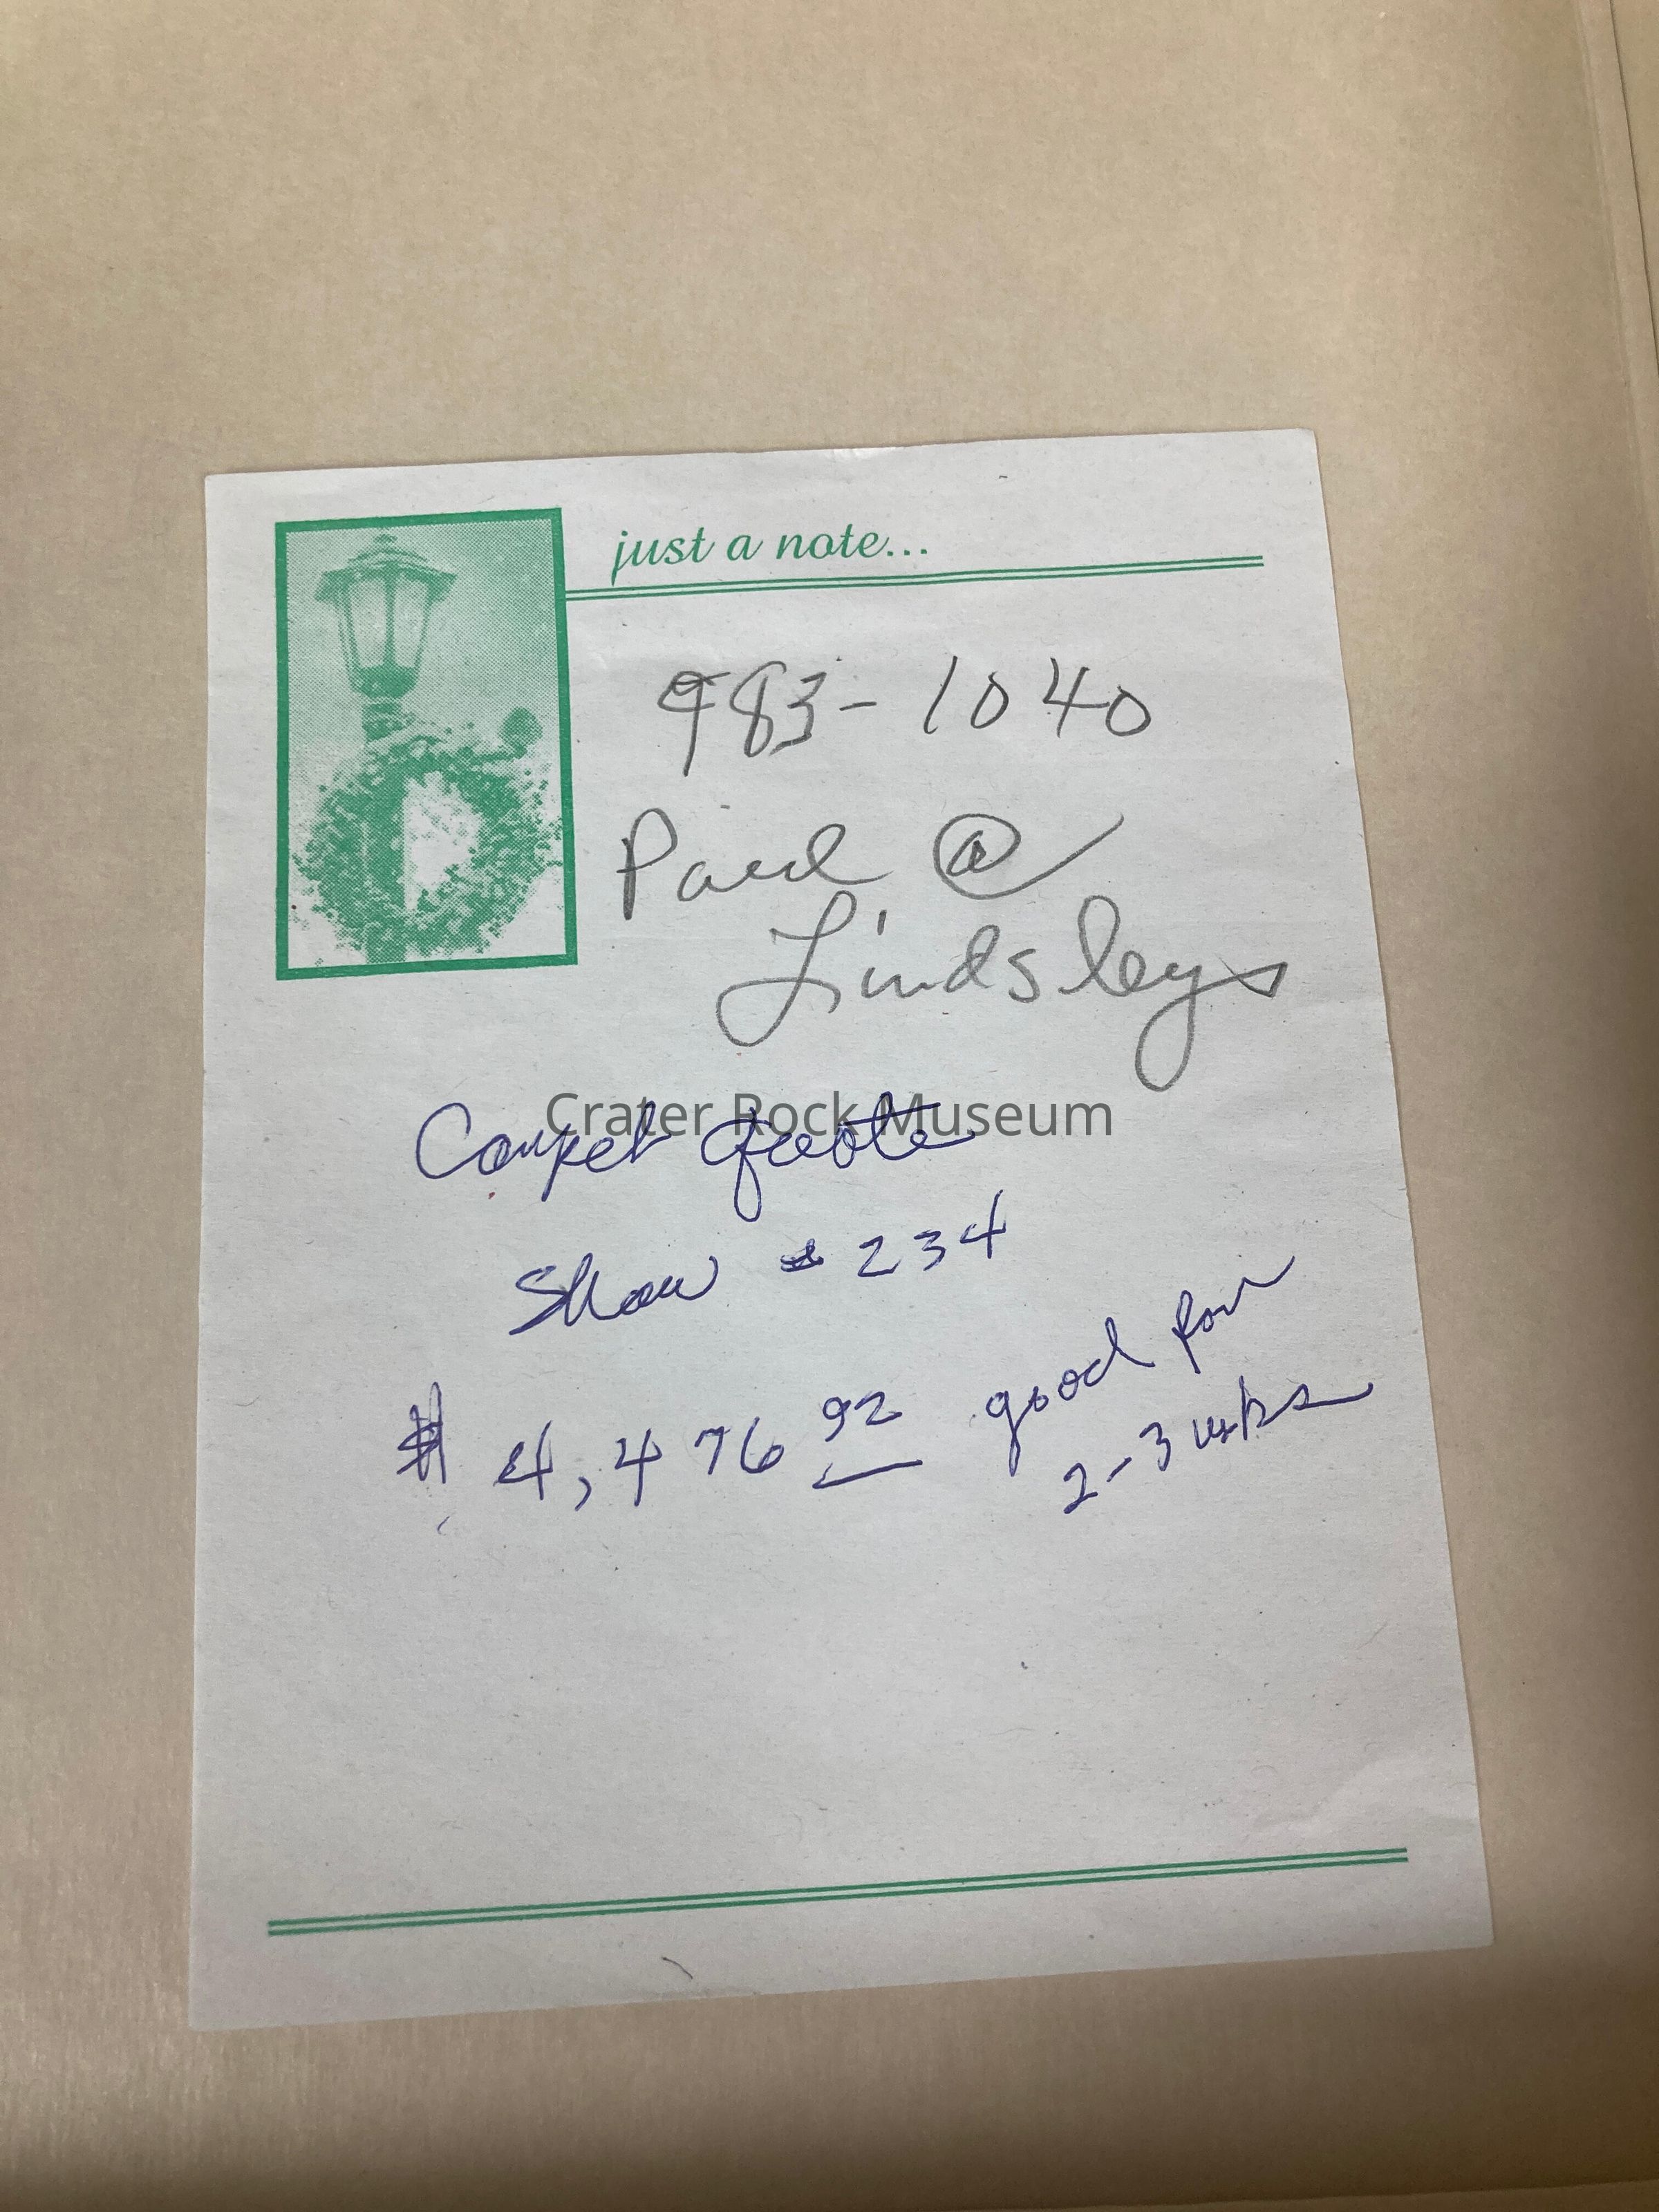 just a note...
983-1040
Paul @
Lindsleys
Crater Rock Museum
Carpet quote
Shaw # 234
$ 4,476 92 good for
2-3 wks